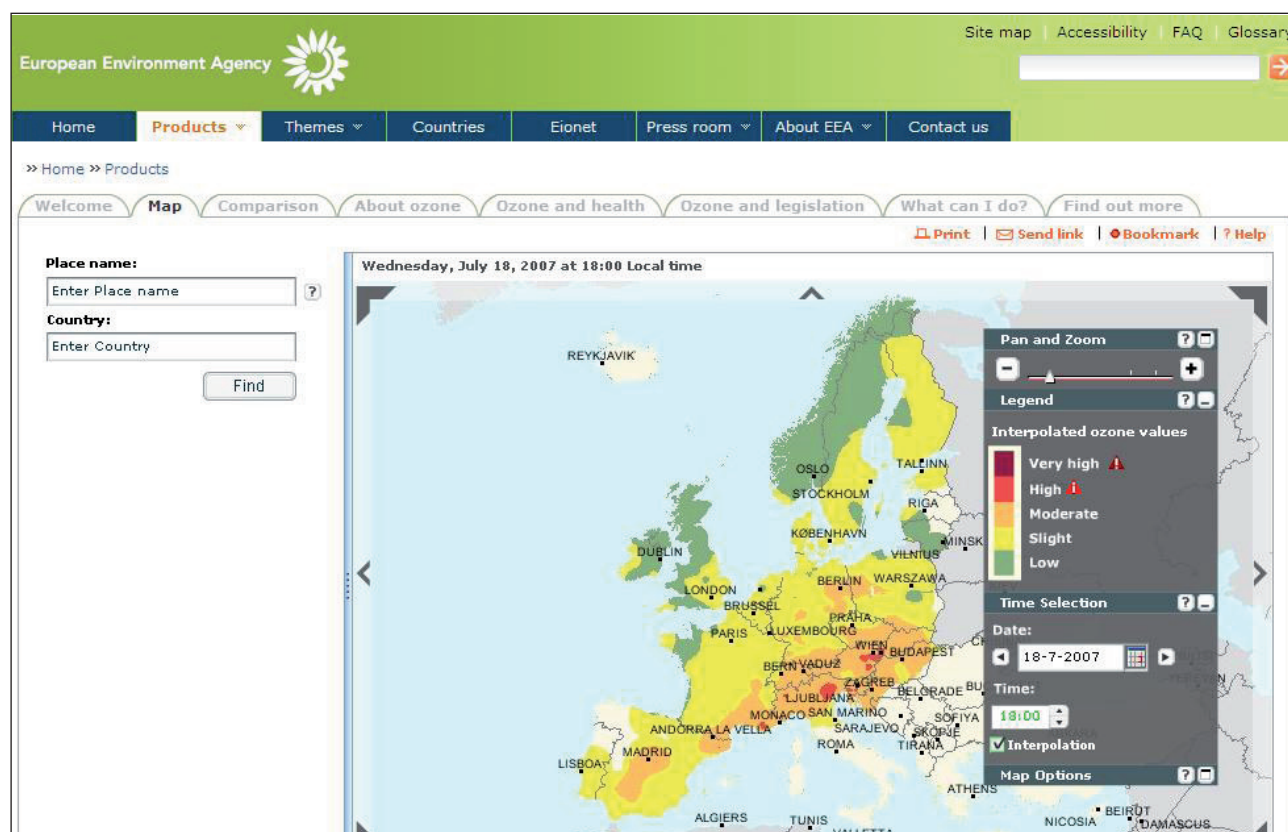 Site map | Accessibility | FAQ | Glossary
European Environment Agency
Home Products Themes Countries Eionet Press room About EEA Contact us
» Home » Products
Welcome Map Comparison About ozone Ozone and health Ozone and legislation What can I do? Find out more
Print | Send link | Bookmark | ? Help
Place name:
Enter Place name ?
Country:
Enter Country
Find
Wednesday, July 18, 2007 at 18:00 Local time
REYKJAVIK
OSLO
TALLINN
STOCKHOLM
RIGA
KØBENHAVN
MINSK
DUBLIN
VILNIUS
BERLIN WARSZAWA
LONDON
BRUSSEL
PRAHA
PARIS LUXEMBOURG
WIEN BUDAPEST
BERN VADUZ
ZAGREB
LJUBLJANA BELGRADE BU
MONACO SAN MARINO
SOFIYA
ANDORRA LA VELLA SARAJEVO SKOPJE
MADRID ROMA TIRANA
LISBOA
ATHENS
ALGIERS TUNIS
VALLETTA
BEIRUT
NICOSIA DAMASCUS
Pan and Zoom ?
Legend ?
Interpolated ozone values
Very high
High
Moderate
Slight
Low
Time Selection ?
Date:
18-7-2007
Time:
18:00
Interpolation
Map Options ?